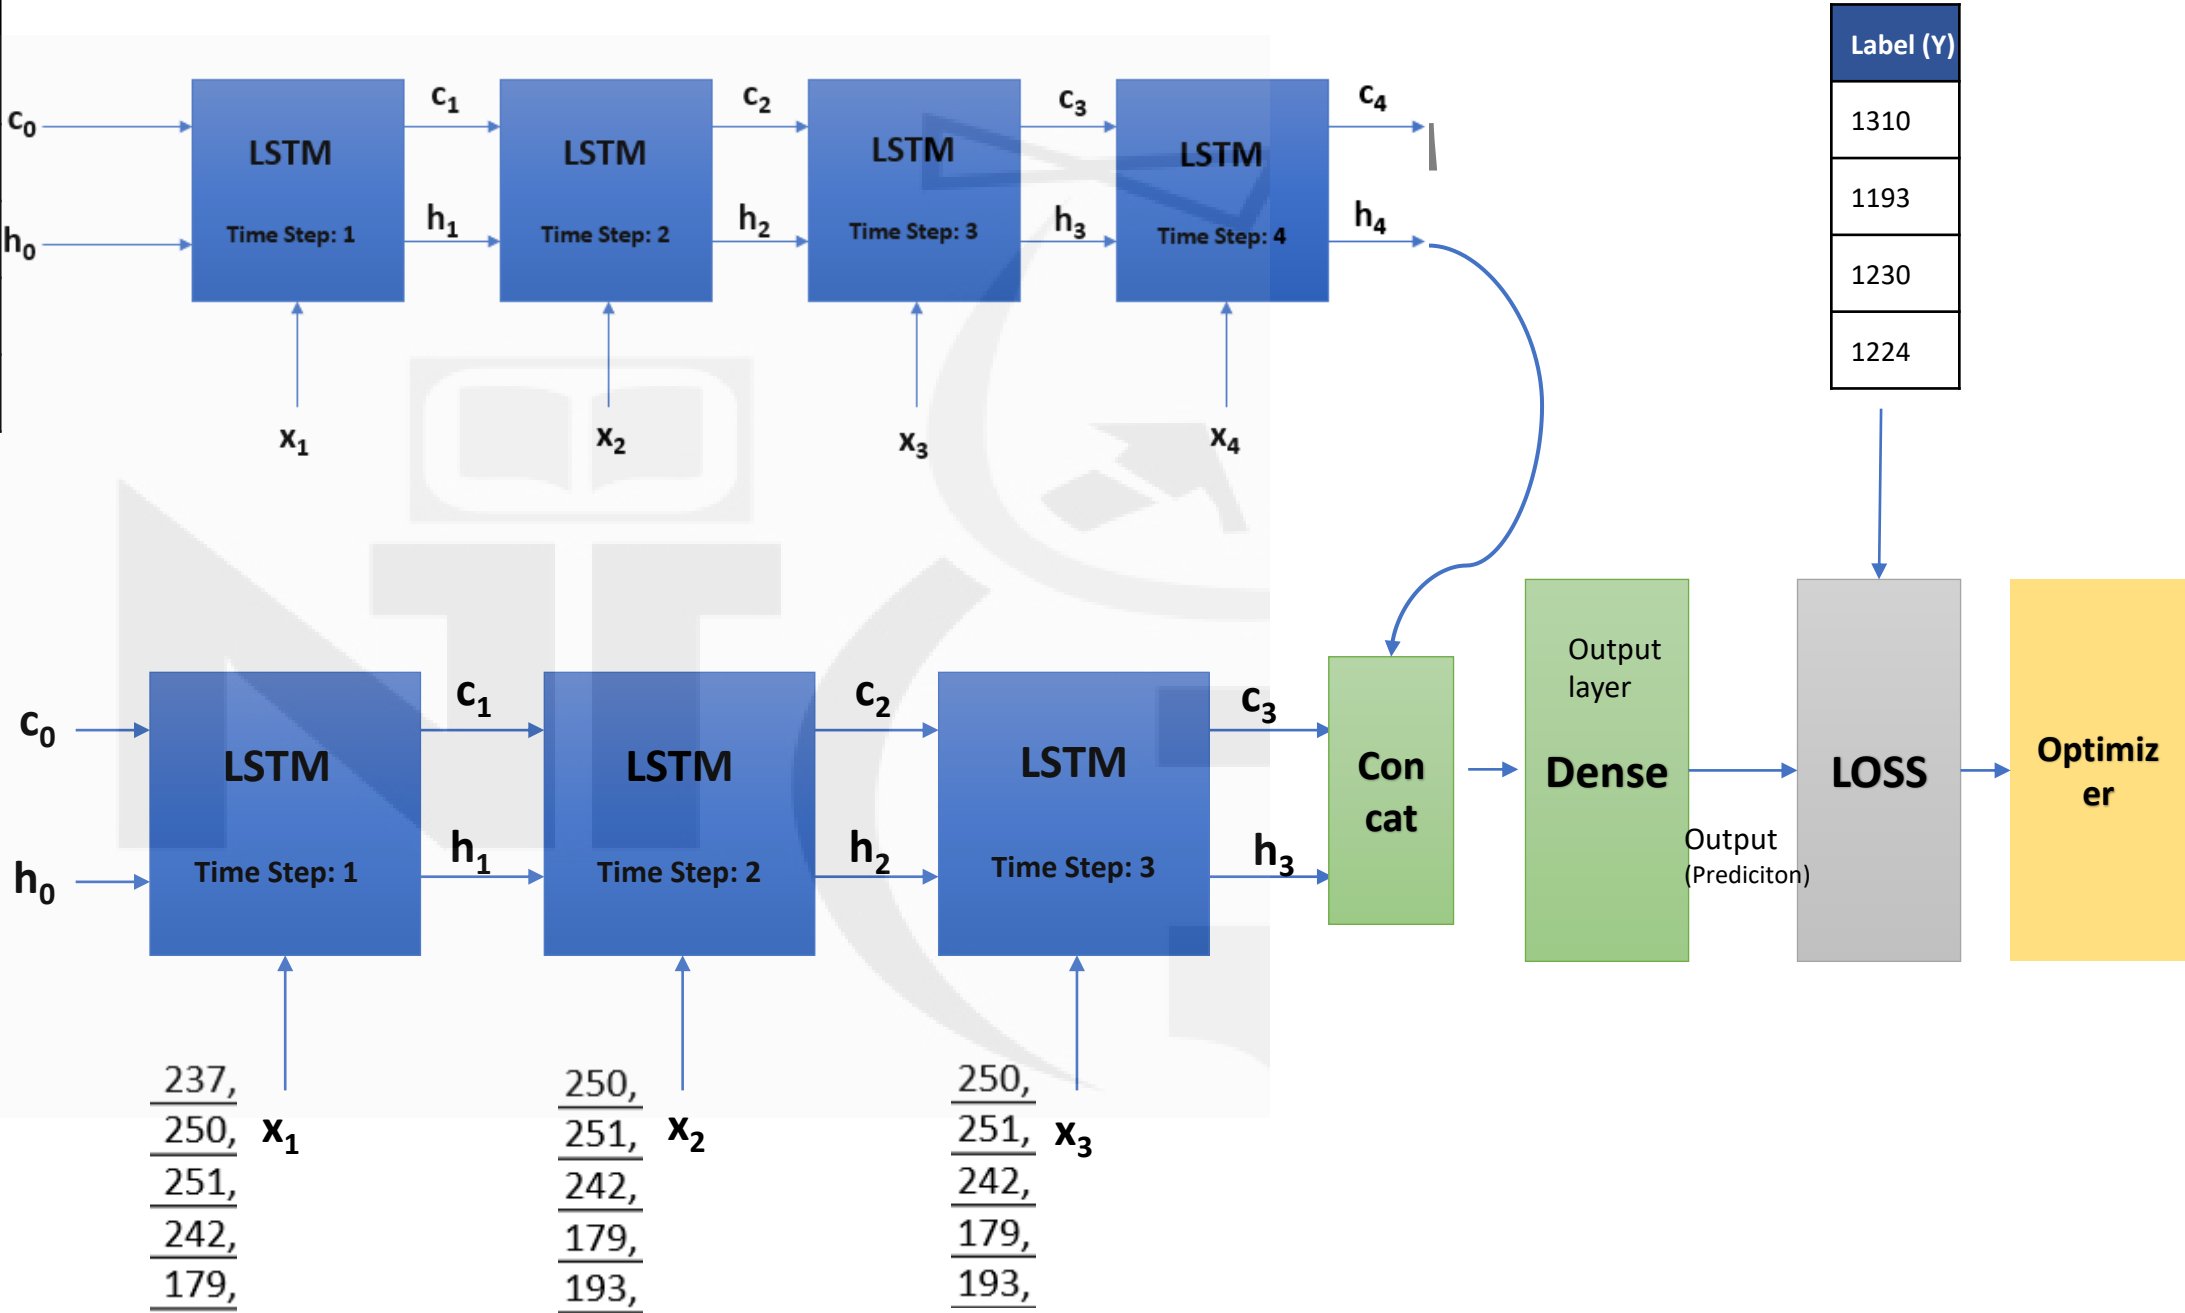 Label (Y)
1310
1193
1230
1224
c0
h0
LSTM
Time Step: 1
c1
h1
LSTM
Time Step: 2
c2
h2
LSTM
Time Step: 3
c3
h3
LSTM
Time Step: 4
c4
h4
x1
x2
x3
x4
c0
h0
LSTM
Time Step: 1
c1
h1
LSTM
Time Step: 2
c2
h2
LSTM
Time Step: 3
c3
h3
Con
cat
Output
layer
Dense
Output
(Prediciton)
LOSS
Optimiz
er
237,
250,
251,
242,
179,
x1
250,
251,
242,
179,
193,
x2
250,
251,
242,
179,
193,
x3